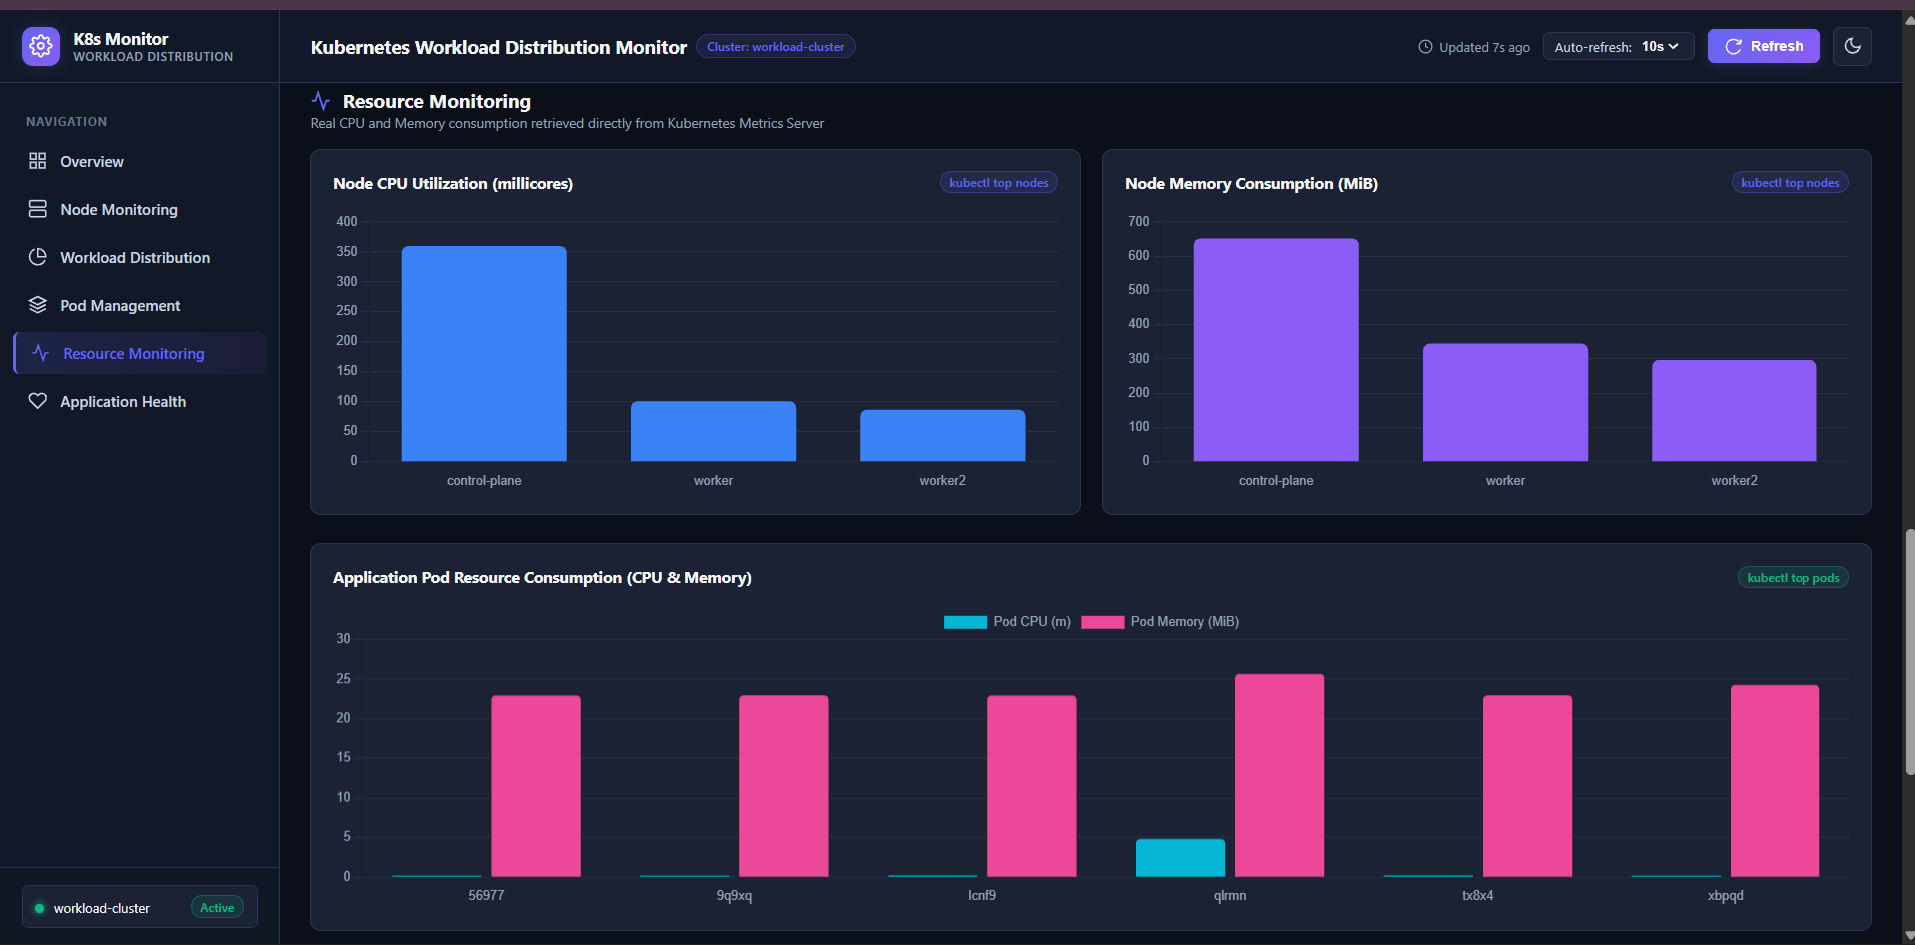 K8s Monitor
WORKLOAD DISTRIBUTION
Kubernetes Workload Distribution Monitor
Cluster: workload-cluster
Updated 7s ago
Auto-refresh: 10s
Refresh
NAVIGATION
Overview
Node Monitoring
Workload Distribution
Pod Management
Resource Monitoring
Application Health
workload-cluster
Active
Resource Monitoring
Real CPU and Memory consumption retrieved directly from Kubernetes Metrics Server
Node CPU Utilization (millicores)
kubectl top nodes
400
350
300
250
200
150
100
50
0
control-plane worker worker2
Node Memory Consumption (MiB)
kubectl top nodes
700
600
500
400
300
200
100
0
control-plane worker worker2
Application Pod Resource Consumption (CPU & Memory)
kubectl top pods
Pod CPU (m) Pod Memory (MiB)
30
25
20
15
10
5
0
56977 9q9xq lcnf9 qlrmn tx8x4 xbpqd